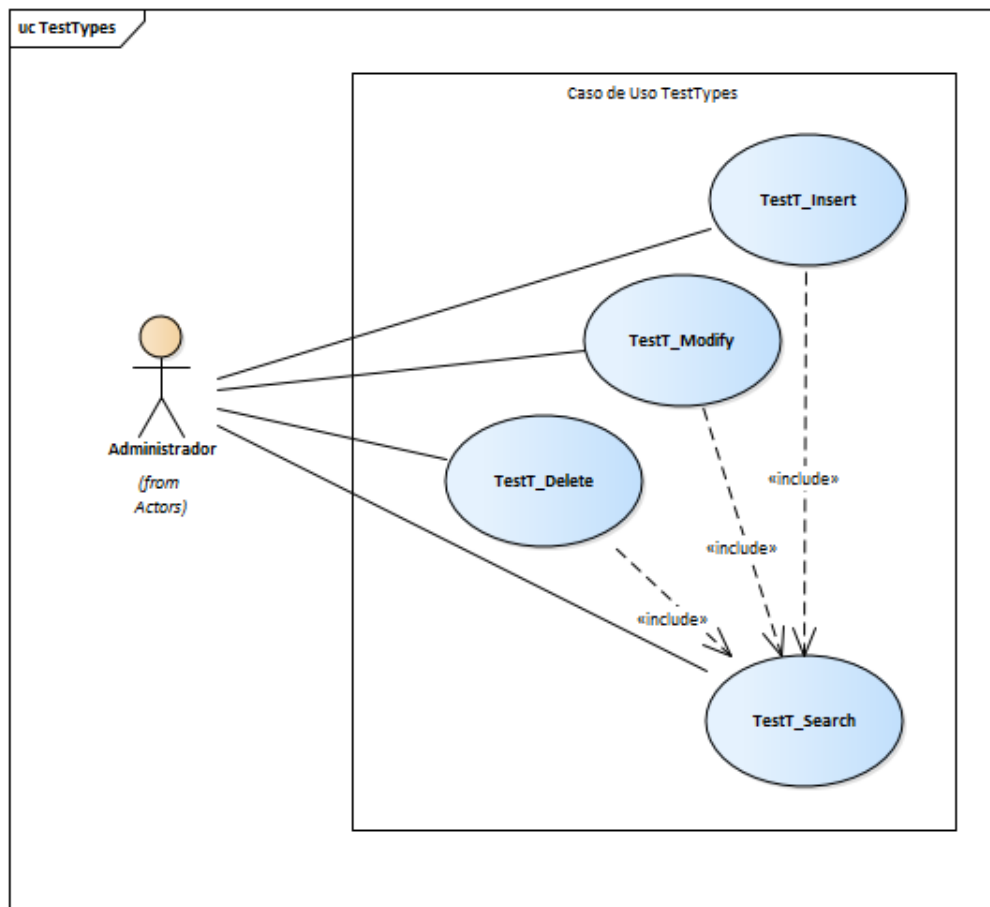 uc TestTypes
Caso de Uso TestTypes
TestT_Insert
TestT_Modify
Administrador
(from
Actors)
TestT_Delete
«include»
«include»
«include»
TestT_Search